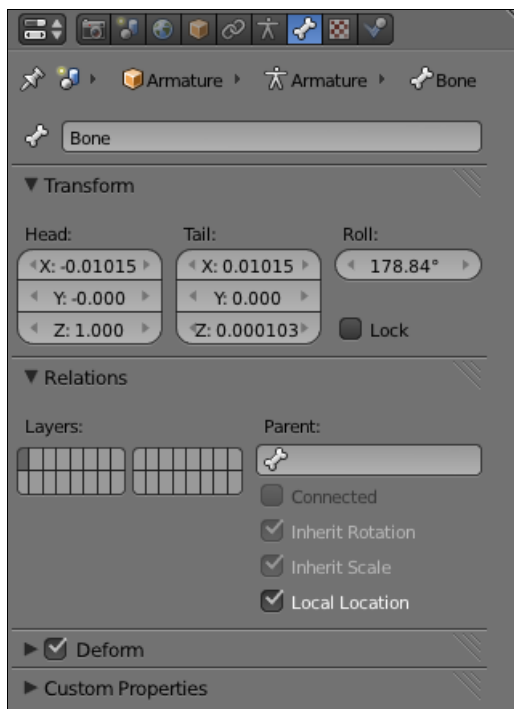 Armature Armature Bone
Bone
Transform
Head: Tail: Roll:
X: -0.01015 X: 0.01015 178.84°
Y: -0.000 Y: 0.000
Z: 1.000 Z: 0.000103 Lock
Relations
Layers: Parent:
Connected
Inherit Rotation
Inherit Scale
Local Location
Deform
Custom Properties